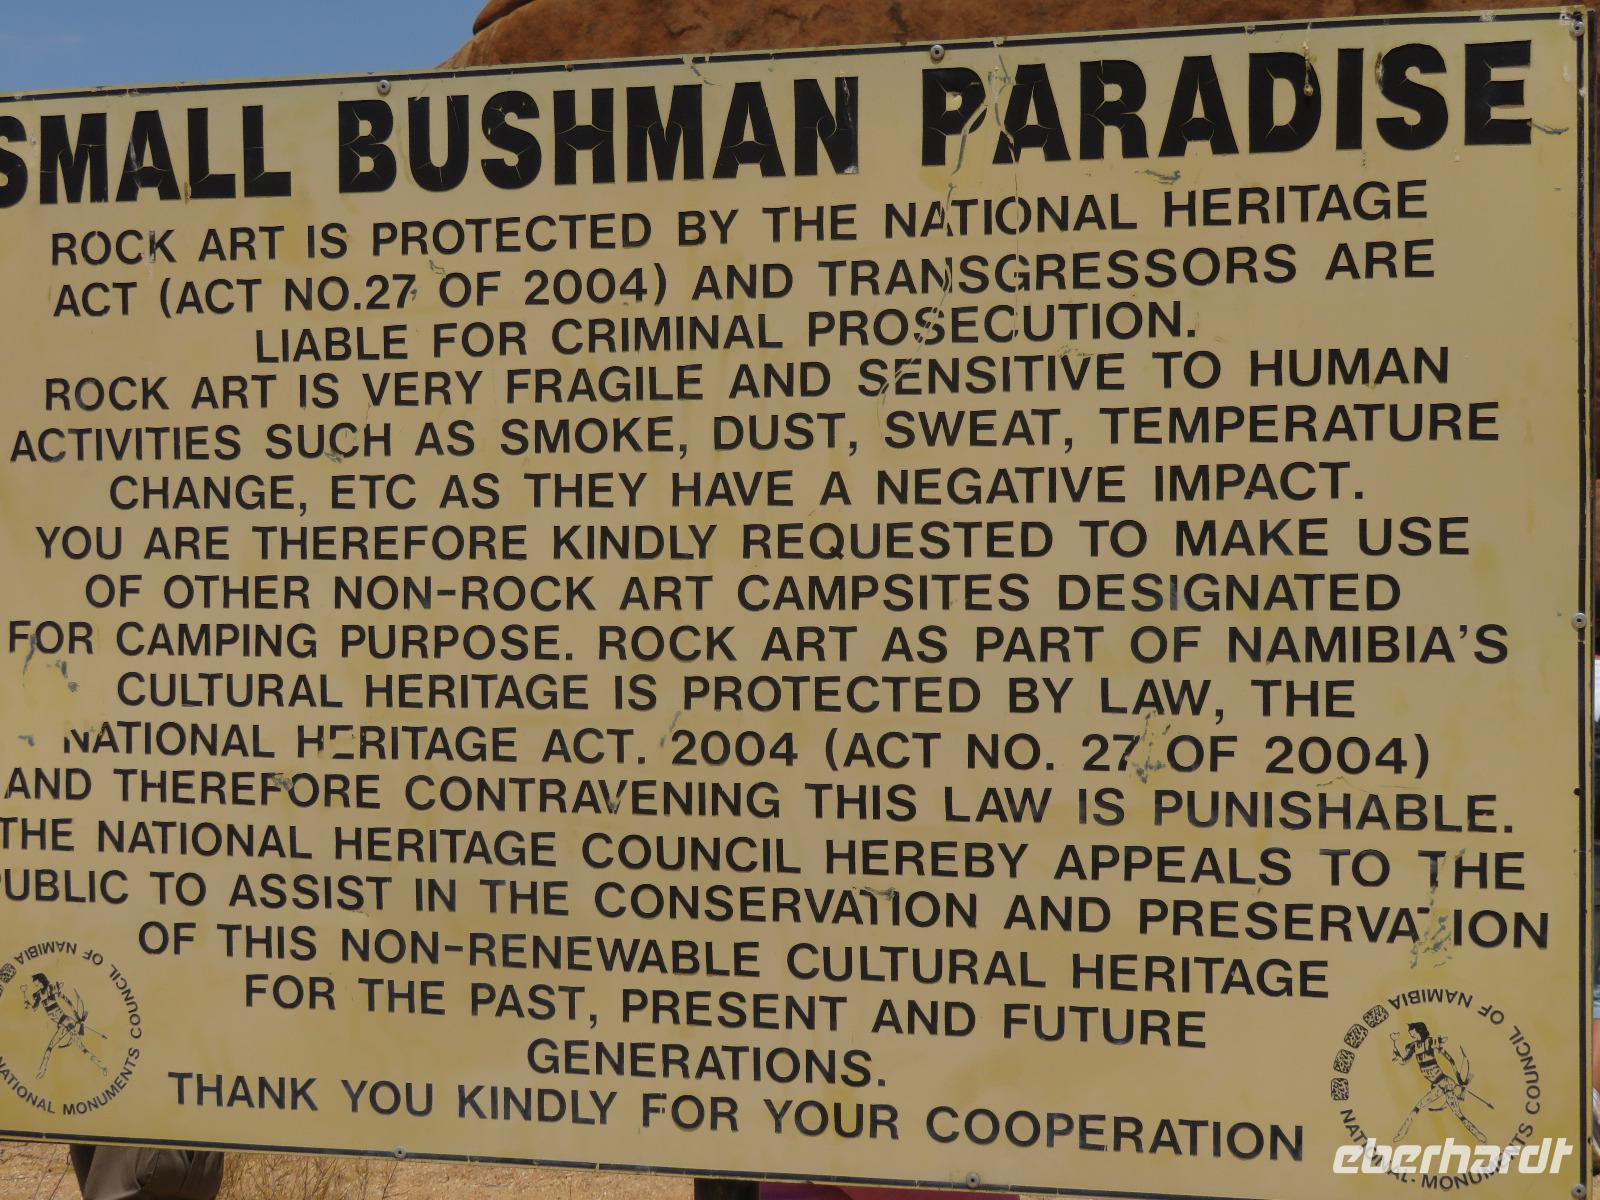 SMALL BUSHMAN PARADISE
ROCK ART IS PROTECTED BY THE NATIONAL HERITAGE
ACT (ACT NO.27 OF 2004) AND TRANSGRESSORS ARE
LIABLE FOR CRIMINAL PROSECUTION.
ROCK ART IS VERY FRAGILE AND SENSITIVE TO HUMAN
ACTIVITIES SUCH AS SMOKE, DUST, SWEAT, TEMPERATURE
CHANGE, ETC AS THEY HAVE A NEGATIVE IMPACT.
YOU ARE THEREFORE KINDLY REQUESTED TO MAKE USE
OF OTHER NON-ROCK ART CAMPSITES DESIGNATED
FOR CAMPING PURPOSE. ROCK ART AS PART OF NAMIBIA'S
CULTURAL HERITAGE IS PROTECTED BY LAW, THE
NATIONAL HERITAGE ACT. 2004 (ACT NO. 27 OF 2004)
AND THEREFORE CONTRAVENING THIS LAW IS PUNISHABLE.
THE NATIONAL HERITAGE COUNCIL HEREBY APPEALS TO THE
PUBLIC TO ASSIST IN THE CONSERVATION AND PRESERVATION
OF THIS NON-RENEWABLE CULTURAL HERITAGE
FOR THE PAST, PRESENT AND FUTURE
GENERATIONS.
THANK YOU KINDLY FOR YOUR COOPERATION
NATIONAL MONUMENTS COUNCIL OF NAMIBIA
NATIONAL-MONUMENTS COUNCIL OF NAMIBIA
eberhardt